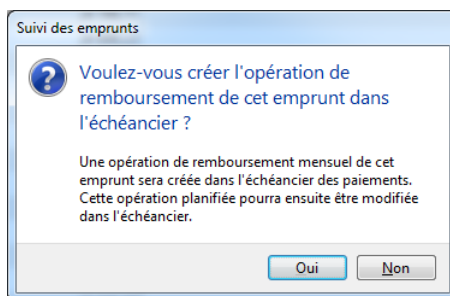 Suivi des emprunts
Voulez-vous créer l'opération de
remboursement de cet emprunt dans
l'échéancier ?
Une opération de remboursement mensuel de cet
emprunt sera créée dans l'échéancier des paiements.
Cette opération planifiée pourra ensuite être modifiée
dans l'échéancier.
Oui
Non